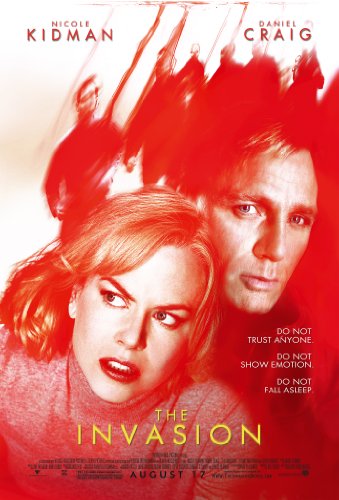 NICOLE
KIDMAN
DANIEL
CRAIG
DO NOT
TRUST ANYONE.
DO NOT
SHOW EMOTION.
DO NOT
FALL ASLEEP.
THE
INVASION
AUGUST 17